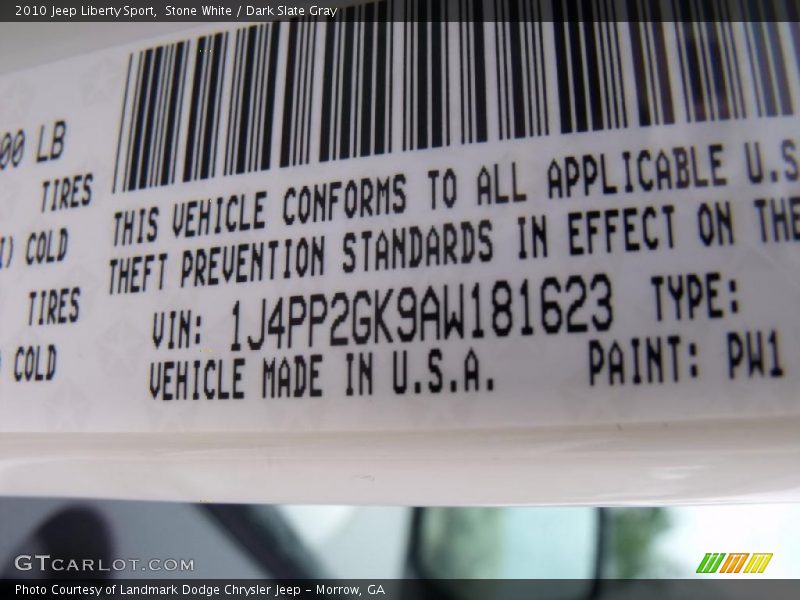 2010 Jeep Liberty Sport, Stone White / Dark Slate Gray
00 LB
TIRES
COLD
TIRES
COLD
THIS VEHICLE CONFORMS TO ALL APPLICABLE U.S
THEFT PREVENTION STANDARDS IN EFFECT ON THE
VIN: 1J4PP2GK9AW181623 TYPE:
VEHICLE MADE IN U.S.A. PAINT: PW1
GTCARLOT.COM
Photo Courtesy of Landmark Dodge Chrysler Jeep - Morrow, GA